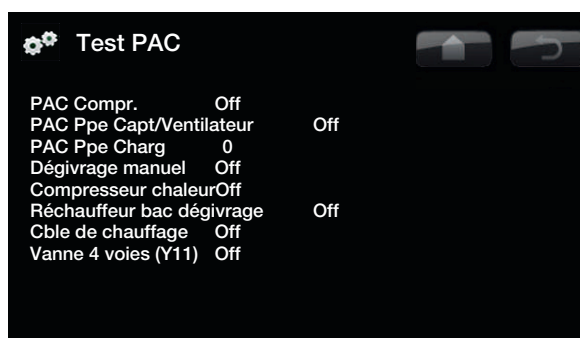 Test PAC
PAC Compr. Off
PAC Ppe Capt/Ventilateur Off
PAC Ppe Charg 0
Dégivrage manuel Off
Compresseur chaleurOff
Réchauffeur bac dégivrage Off
Cble de chauffage Off
Vanne 4 voies (Y11) Off